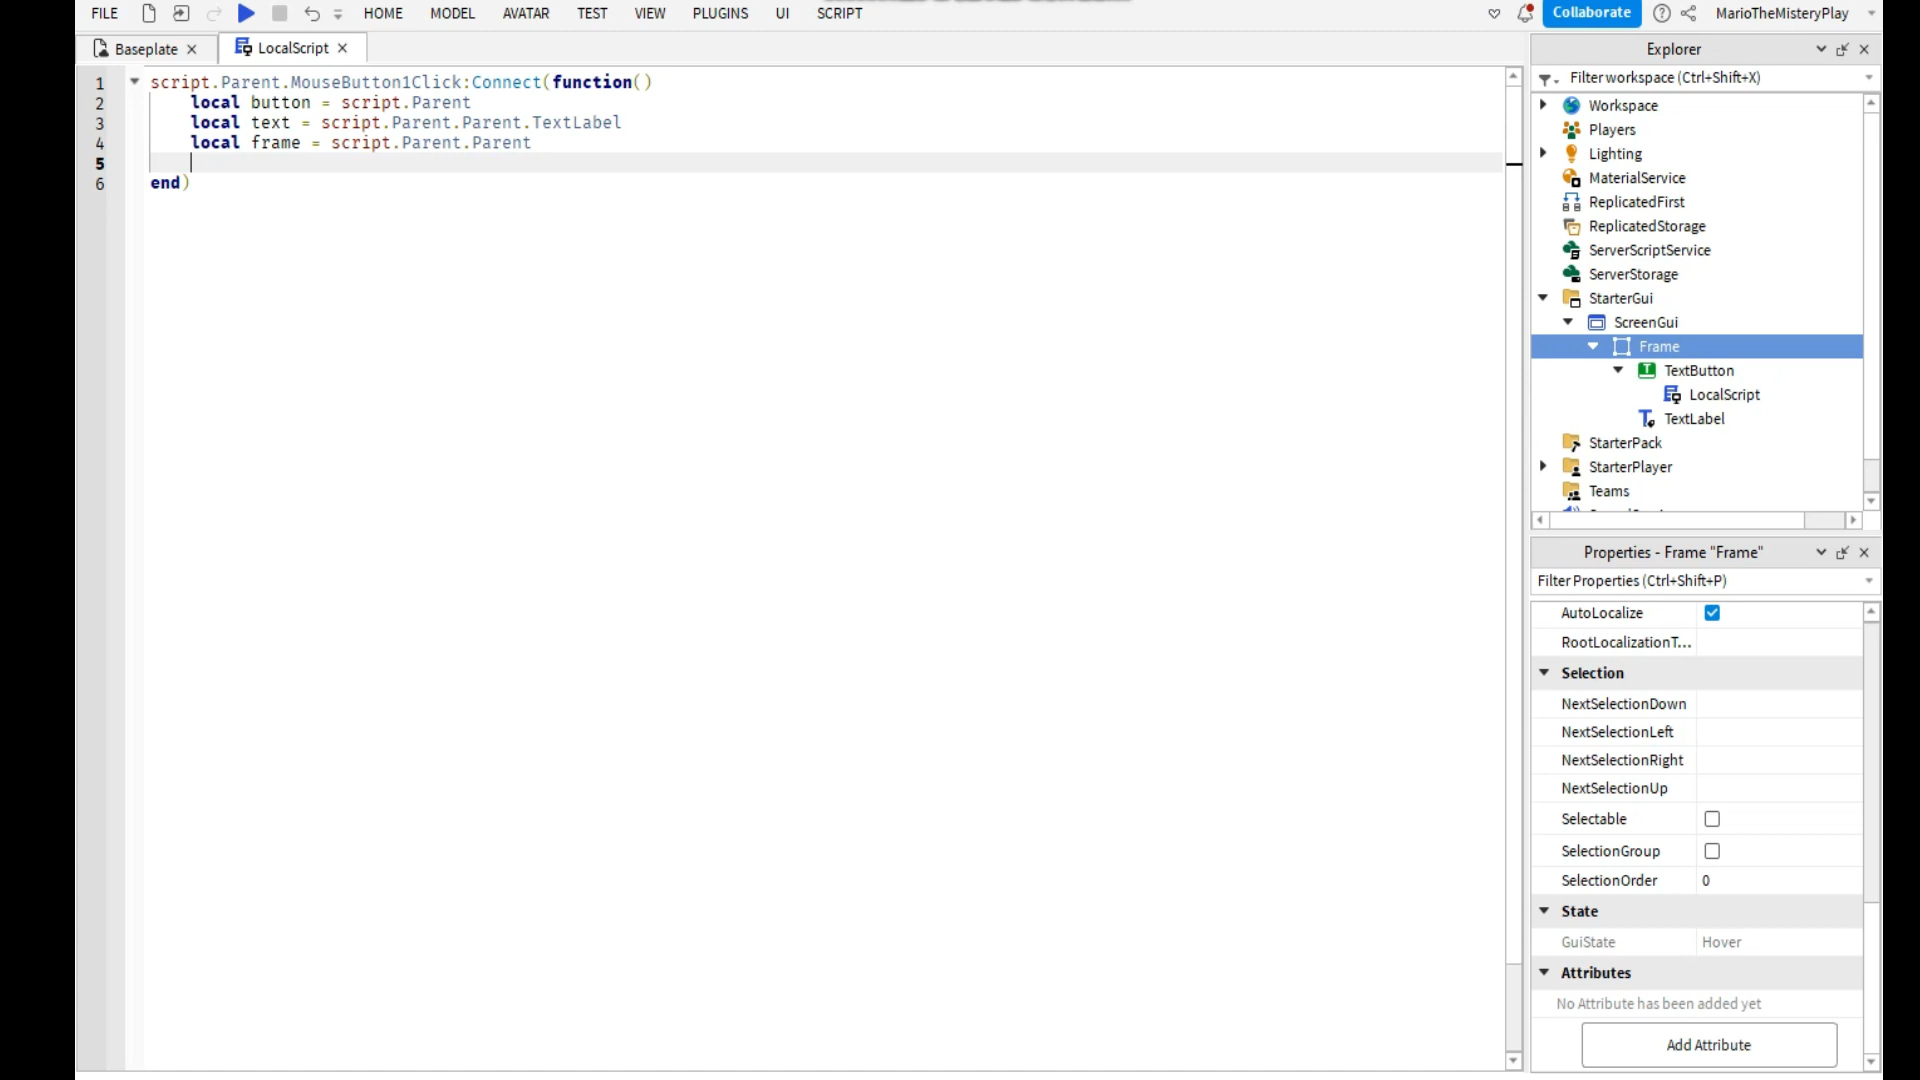 FILE HOME MODEL AVATAR TEST VIEW PLUGINS UI SCRIPT Collaborate MarioTheMisteryPlay
Baseplate LocalScript
1 script.Parent.MouseButton1Click:Connect(function()
2 local button = script.Parent
3 local text = script.Parent.Parent.TextLabel
4 local frame = script.Parent.Parent
5
6 end)
Explorer
Filter workspace (Ctrl+Shift+X)
Workspace
Players
Lighting
MaterialService
ReplicatedFirst
ReplicatedStorage
ServerScriptService
ServerStorage
StarterGui
ScreenGui
Frame
TextButton
LocalScript
TextLabel
StarterPack
StarterPlayer
Teams
Properties - Frame "Frame"
Filter Properties (Ctrl+Shift+P)
AutoLocalize
RootLocalizationT...
Selection
NextSelectionDown
NextSelectionLeft
NextSelectionRight
NextSelectionUp
Selectable
SelectionGroup
SelectionOrder 0
State
GuiState Hover
Attributes
No Attribute has been added yet
Add Attribute